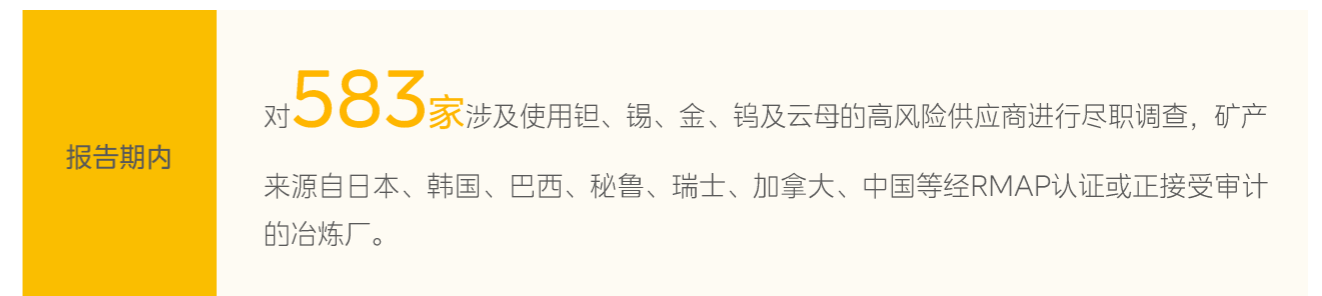 报告期内
对583家涉及使用钽、锡、金、钨及云母的高风险供应商进行尽职调查，矿产
来源自日本、韩国、巴西、秘鲁、瑞士、加拿大、中国等经RMAP认证或正接受审计
的冶炼厂。